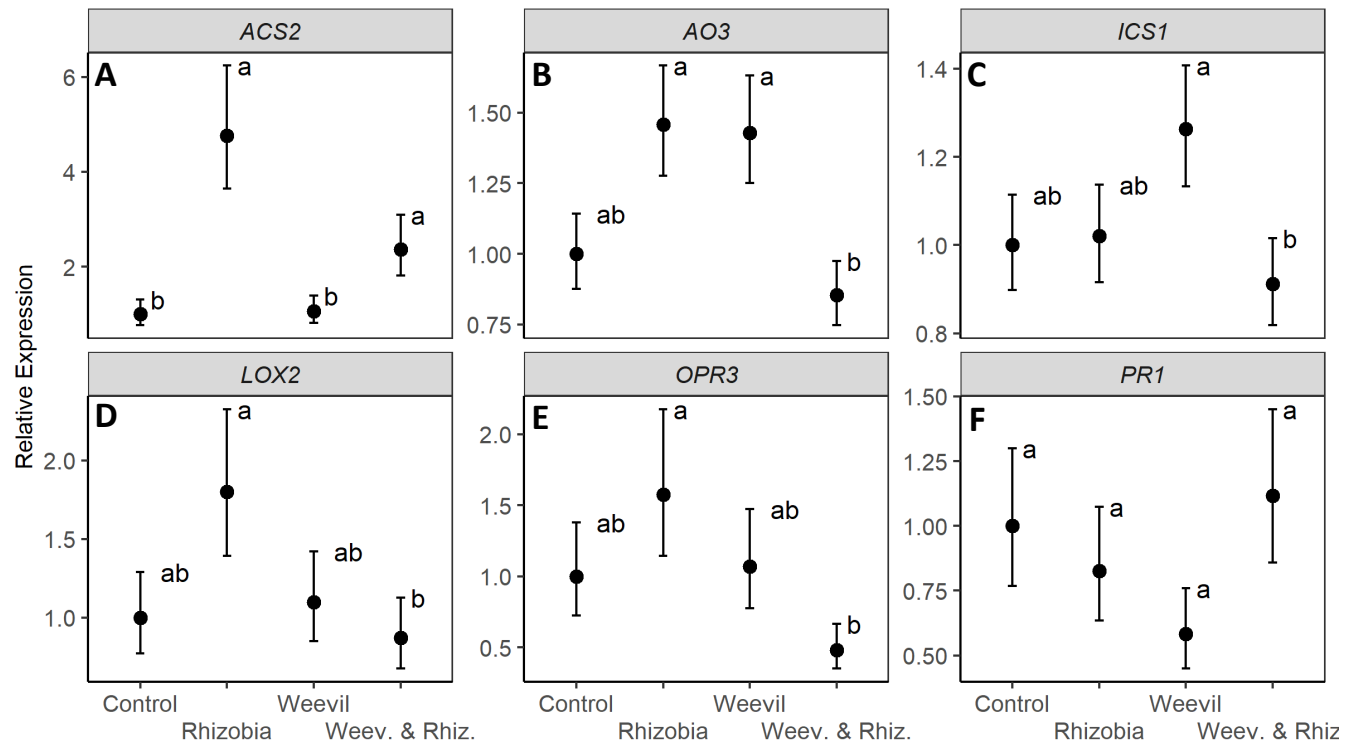 ACS2
AO3
ICS1
A
a
a
b
b
6
4
2
B
ab
a
a
b
1.50
1.25
1.00
0.75
C
ab
ab
a
b
1.4
1.2
1.0
0.8
Relative Expression
LOX2
OPR3
PR1
D
ab
a
ab
b
2.0
1.5
1.0
E
ab
a
ab
b
2.0
1.5
1.0
0.5
F
a
a
a
a
1.50
1.25
1.00
0.75
0.50
Control Weevil
Rhizobia Weev. & Rhiz.
Control Weevil
Rhizobia Weev. & Rhiz.
Control Weevil
Rhizobia Weev. & Rhiz